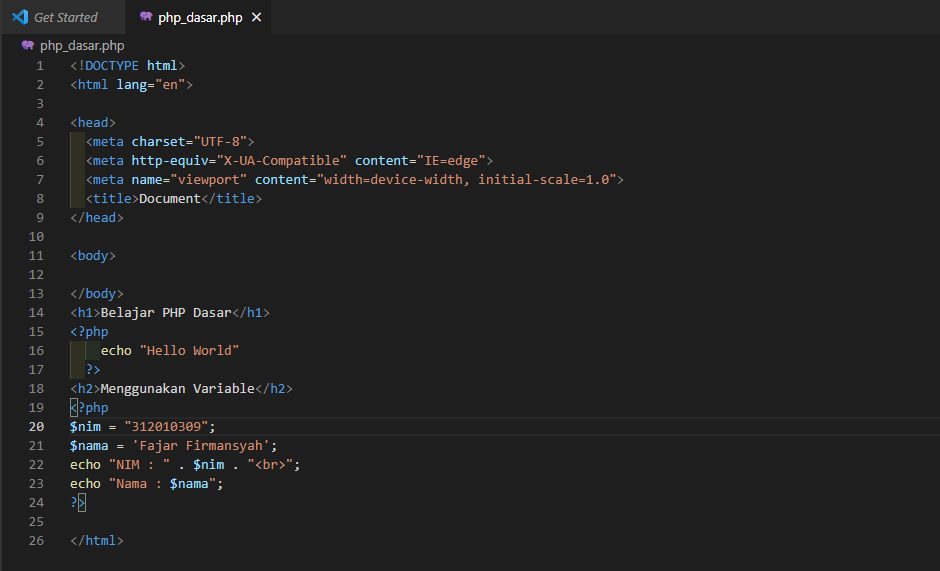 Get Started php_dasar.php
php_dasar.php
1 <!DOCTYPE html>
2 <html lang="en">
3
4 <head>
5   <meta charset="UTF-8">
6   <meta http-equiv="X-UA-Compatible" content="IE=edge">
7   <meta name="viewport" content="width=device-width, initial-scale=1.0">
8   <title>Document</title>
9 </head>
10
11 <body>
12
13 </body>
14 <h1>Belajar PHP Dasar</h1>
15 <?php
16     echo "Hello World"
17   ?>
18 <h2>Menggunakan Variable</h2>
19 <?php
20 $nim = "312010309";
21 $nama = 'Fajar Firmansyah';
22 echo "NIM : " . $nim . "<br>";
23 echo "Nama : $nama";
24 ?>
25
26 </html>